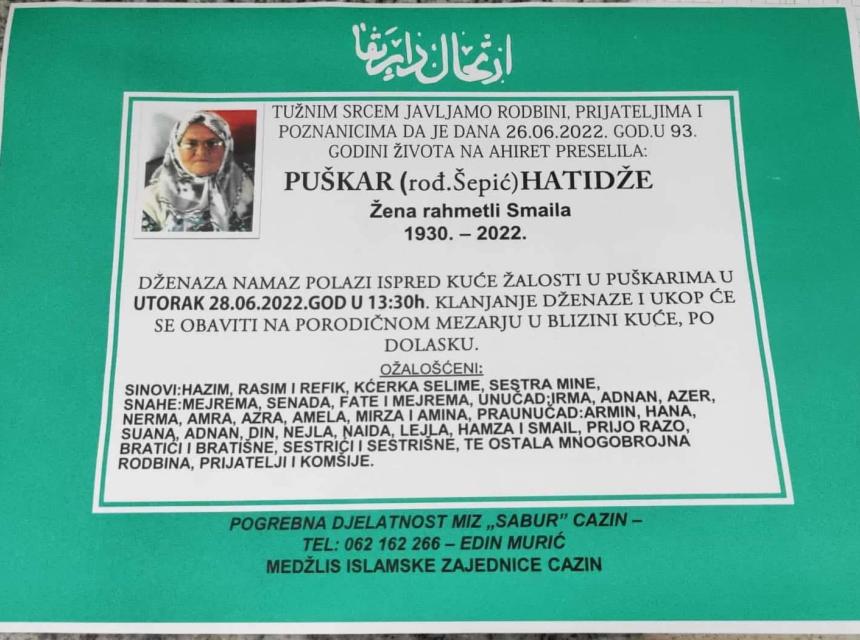 ارتحال دار بقا
TUŽNIM SRCEM JAVLJAMO RODBINI, PRIJATELJIMA I
POZNANICIMA DA JE DANA 26.06.2022. GOD.U 93.
GODINI ŽIVOTA NA AHIRET PRESELILA:
PUŠKAR (rođ.Šepić)HATIDŽE
Žena rahmetli Smaila
1930. – 2022.
DŽENAZA NAMAZ POLAZI ISPRED KUĆE ŽALOSTI U PUŠKARIMA U
UTORAK 28.06.2022.GOD U 13:30h. KLANJANJE DŽENAZE I UKOP ĆE
SE OBAVITI NA PORODIČNOM MEZARJU U BLIZINI KUĆE, PO
DOLASKU.
OŽALOŠĆENI:
SINOVI:HAZIM, RASIM I REFIK, KĆERKA SELIME, SESTRA MINE,
SNAHE:MEJREMA, SENADA, FATE I MEJREMA, UNUČAD:IRMA, ADNAN, AZER,
NERMA, AMRA, AZRA, AMELA, MIRZA I AMINA, PRAUNUČAD:ARMIN, HANA,
SUANA, ADNAN, DIN, NEJLA, NAIDA, LEJLA, HAMZA I SMAIL, PRIJO RAZO,
BRATIĆI I BRATIŠNE, SESTRIĆI I SESTRIŠNE, TE OSTALA MNOGOBROJNA
RODBINA, PRIJATELJI I KOMŠIJE.
POGREBNA DJELATNOST MIZ „SABUR” CAZIN –
TEL: 062 162 266 – EDIN MURIĆ
MEDŽLIS ISLAMSKE ZAJEDNICE CAZIN